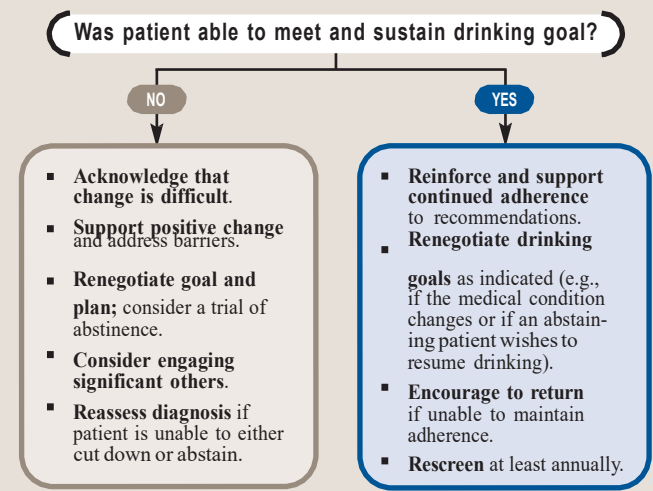 Was patient able to meet and sustain drinking goal?
NO
YES
▪ Acknowledge that
change is difficult.
▪ Support positive change
and address barriers.
▪ Renegotiate goal and
plan; consider a trial of
abstinence.
▪ Consider engaging
significant others.
▪ Reassess diagnosis if
patient is unable to either
cut down or abstain.
▪ Reinforce and support
continued adherence
to recommendations.
▪ Renegotiate drinking
goals as indicated (e.g.,
if the medical condition
changes or if an abstain-
ing patient wishes to
resume drinking).
▪ Encourage to return
if unable to maintain
adherence.
▪ Rescreen at least annually.